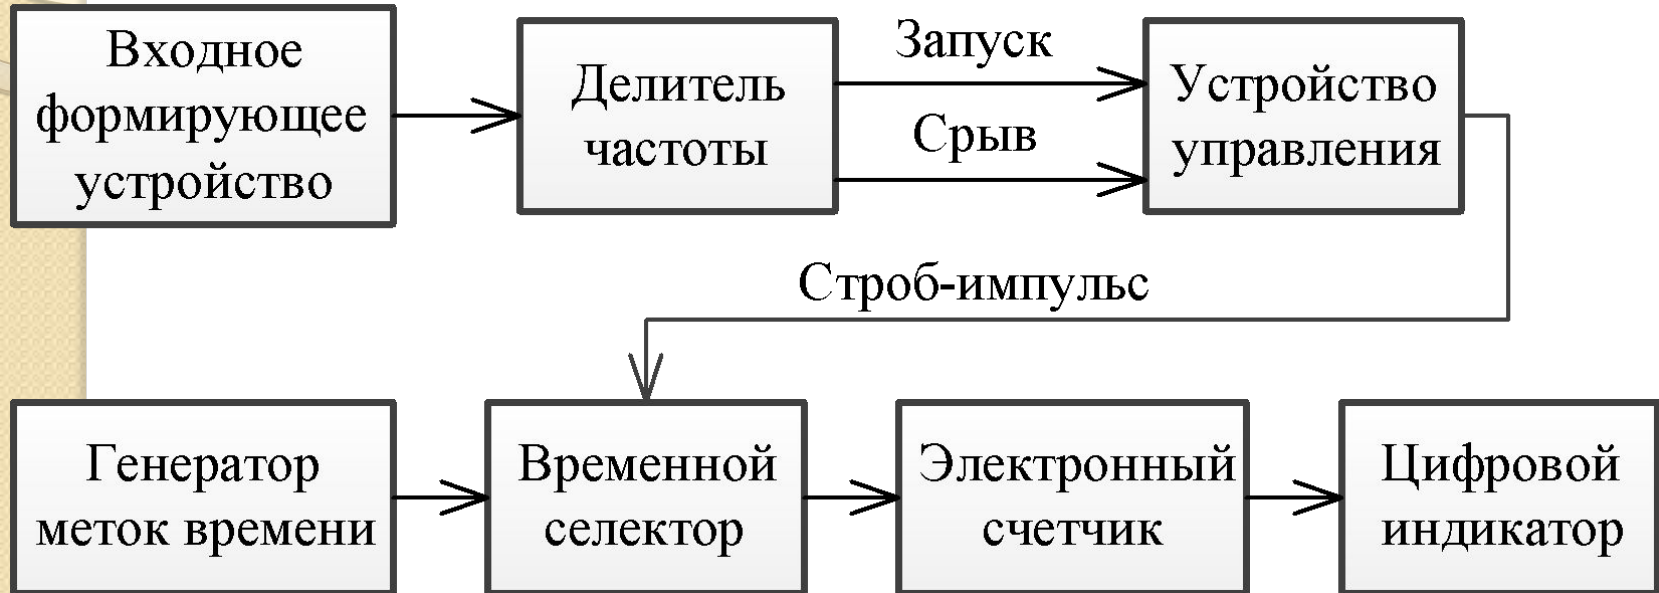 Входное
формирующее
устройство
Делитель
частоты
Запуск
Срыв
Устройство
управления
Строб-импульс
Генератор
меток времени
Временной
селектор
Электронный
счетчик
Цифровой
индикатор